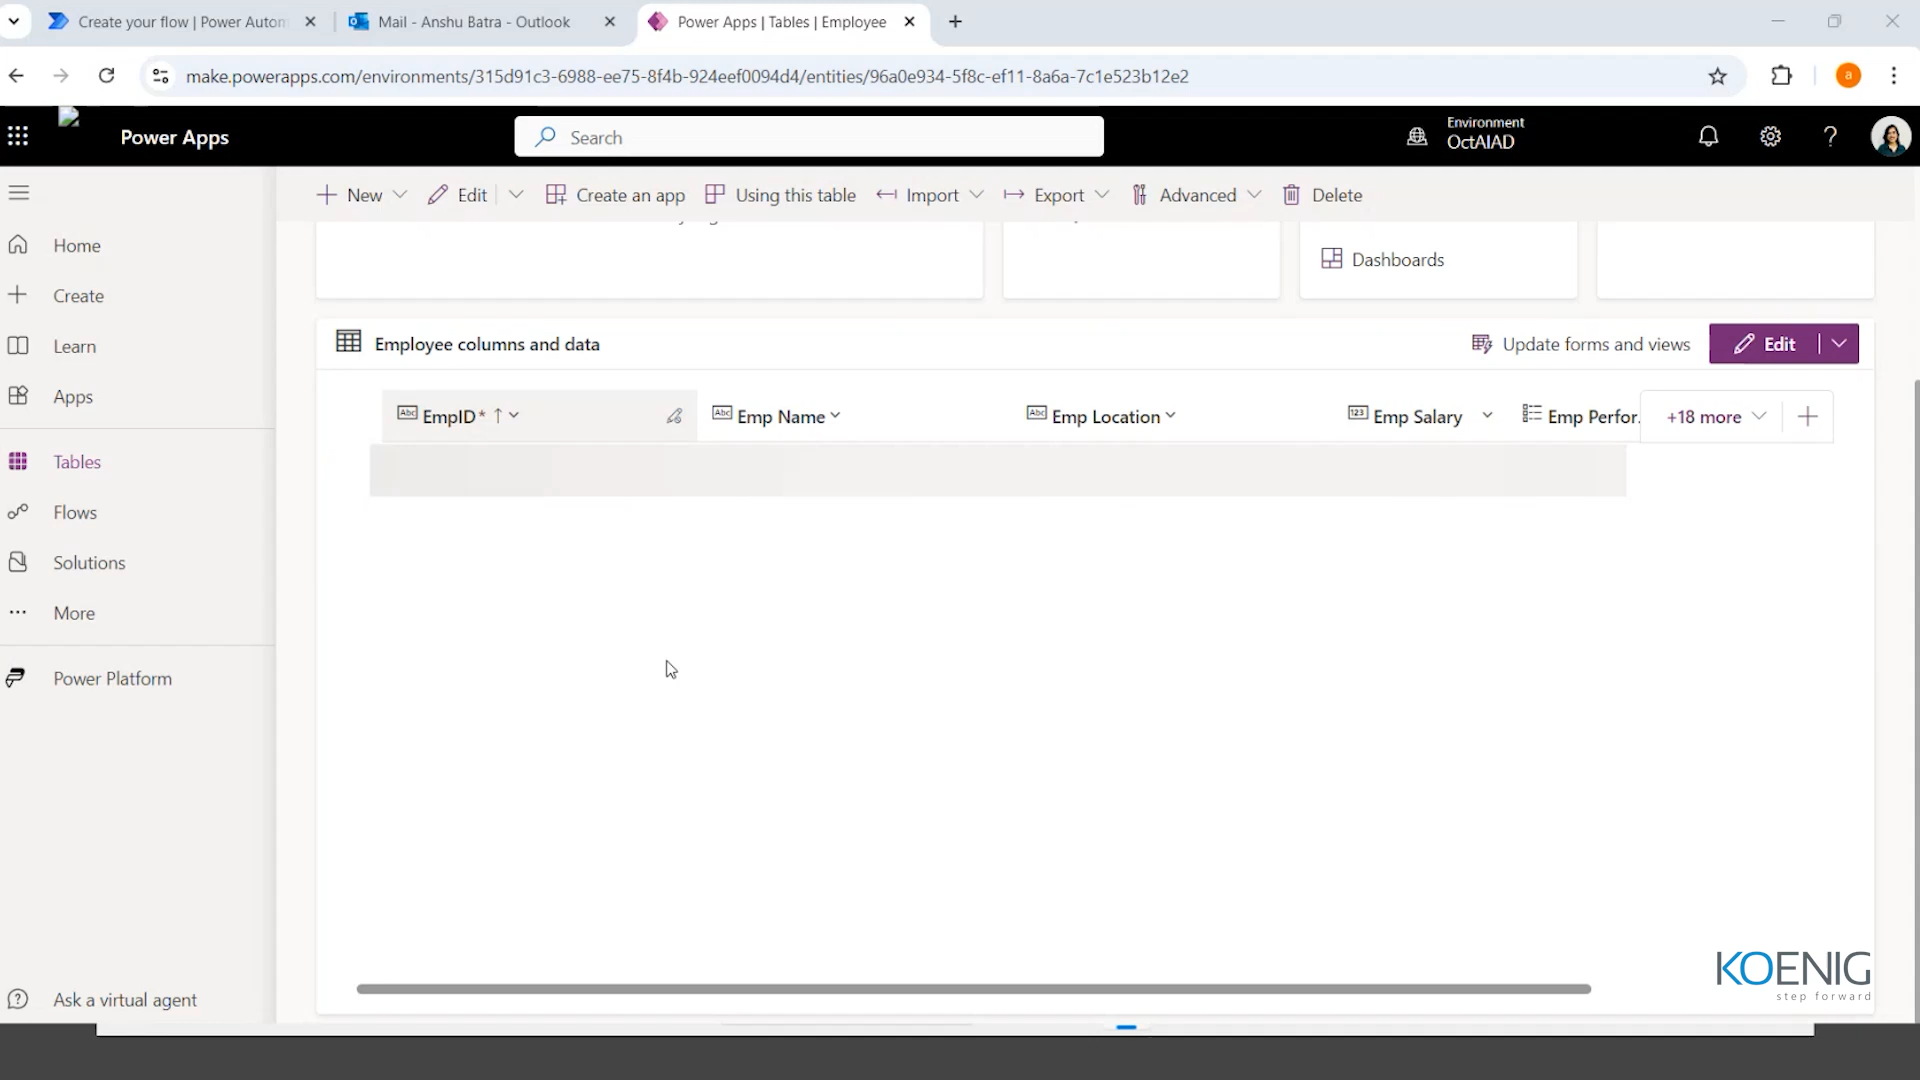 Create your flow | Power Autom
Mail - Anshu Batra - Outlook
Power Apps | Tables | Employee
make.powerapps.com/environments/315d91c3-6988-ee75-8f4b-924eef0094d4/entities/96a0e934-5f8c-ef11-8a6a-7c1e523b12e2
a
Power Apps
Search
Environment
OctAIAD
New
Edit
Create an app
Using this table
Import
Export
Advanced
Delete
Home
Create
Learn
Apps
Tables
Flows
Solutions
More
Power Platform
Ask a virtual agent
Dashboards
Employee columns and data
Update forms and views
Edit
Abc EmpID* ↑
Abc Emp Name
Abc Emp Location
123 Emp Salary
Emp Perfor.
+18 more
KOENIG
step forward